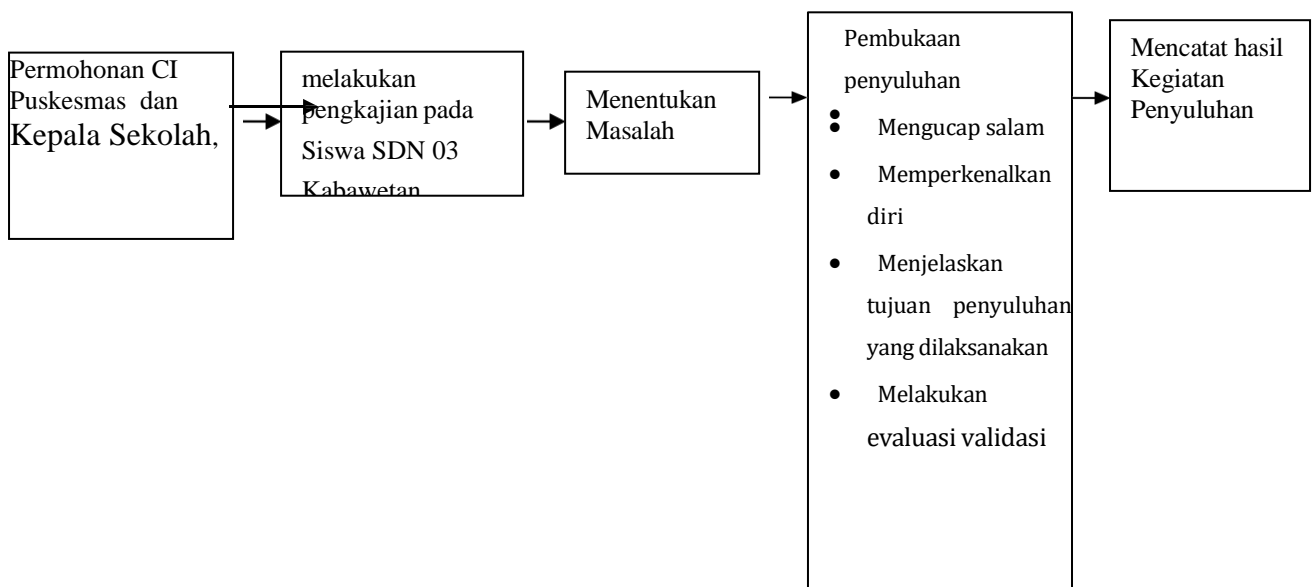 Permohonan CI
Puskesmas dan
Kepala Sekolah,
melakukan
pengkajian pada
Siswa SDN 03
Kabawetan
Menentukan
Masalah
Pembukaan
penyuluhan
•
• Mengucap salam
• Memperkenalkan
diri
• Menjelaskan
tujuan penyuluhan
yang dilaksanakan
• Melakukan
evaluasi validasi
Mencatat hasil
Kegiatan
Penyuluhan